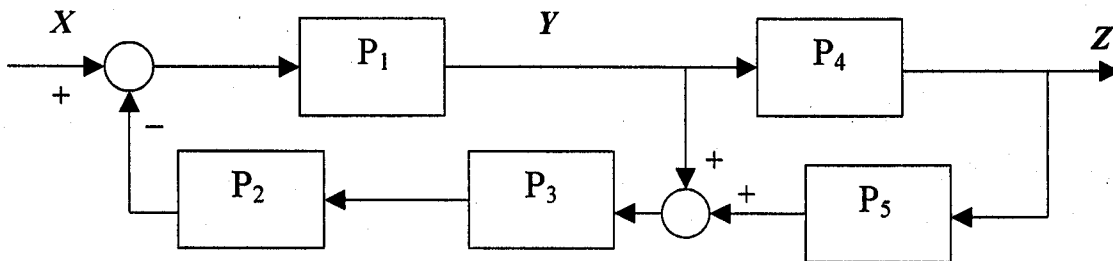 X Y Z
P₁ P₄
+
− +
P₂ P₃ + P₅